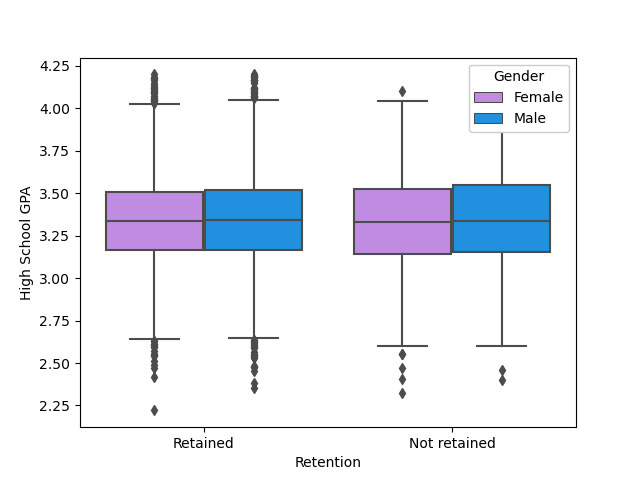 4.25
4.00
3.75
3.50
3.25
3.00
2.75
2.50
2.25
High School GPA
Gender
Female
Male
Retained
Not retained
Retention